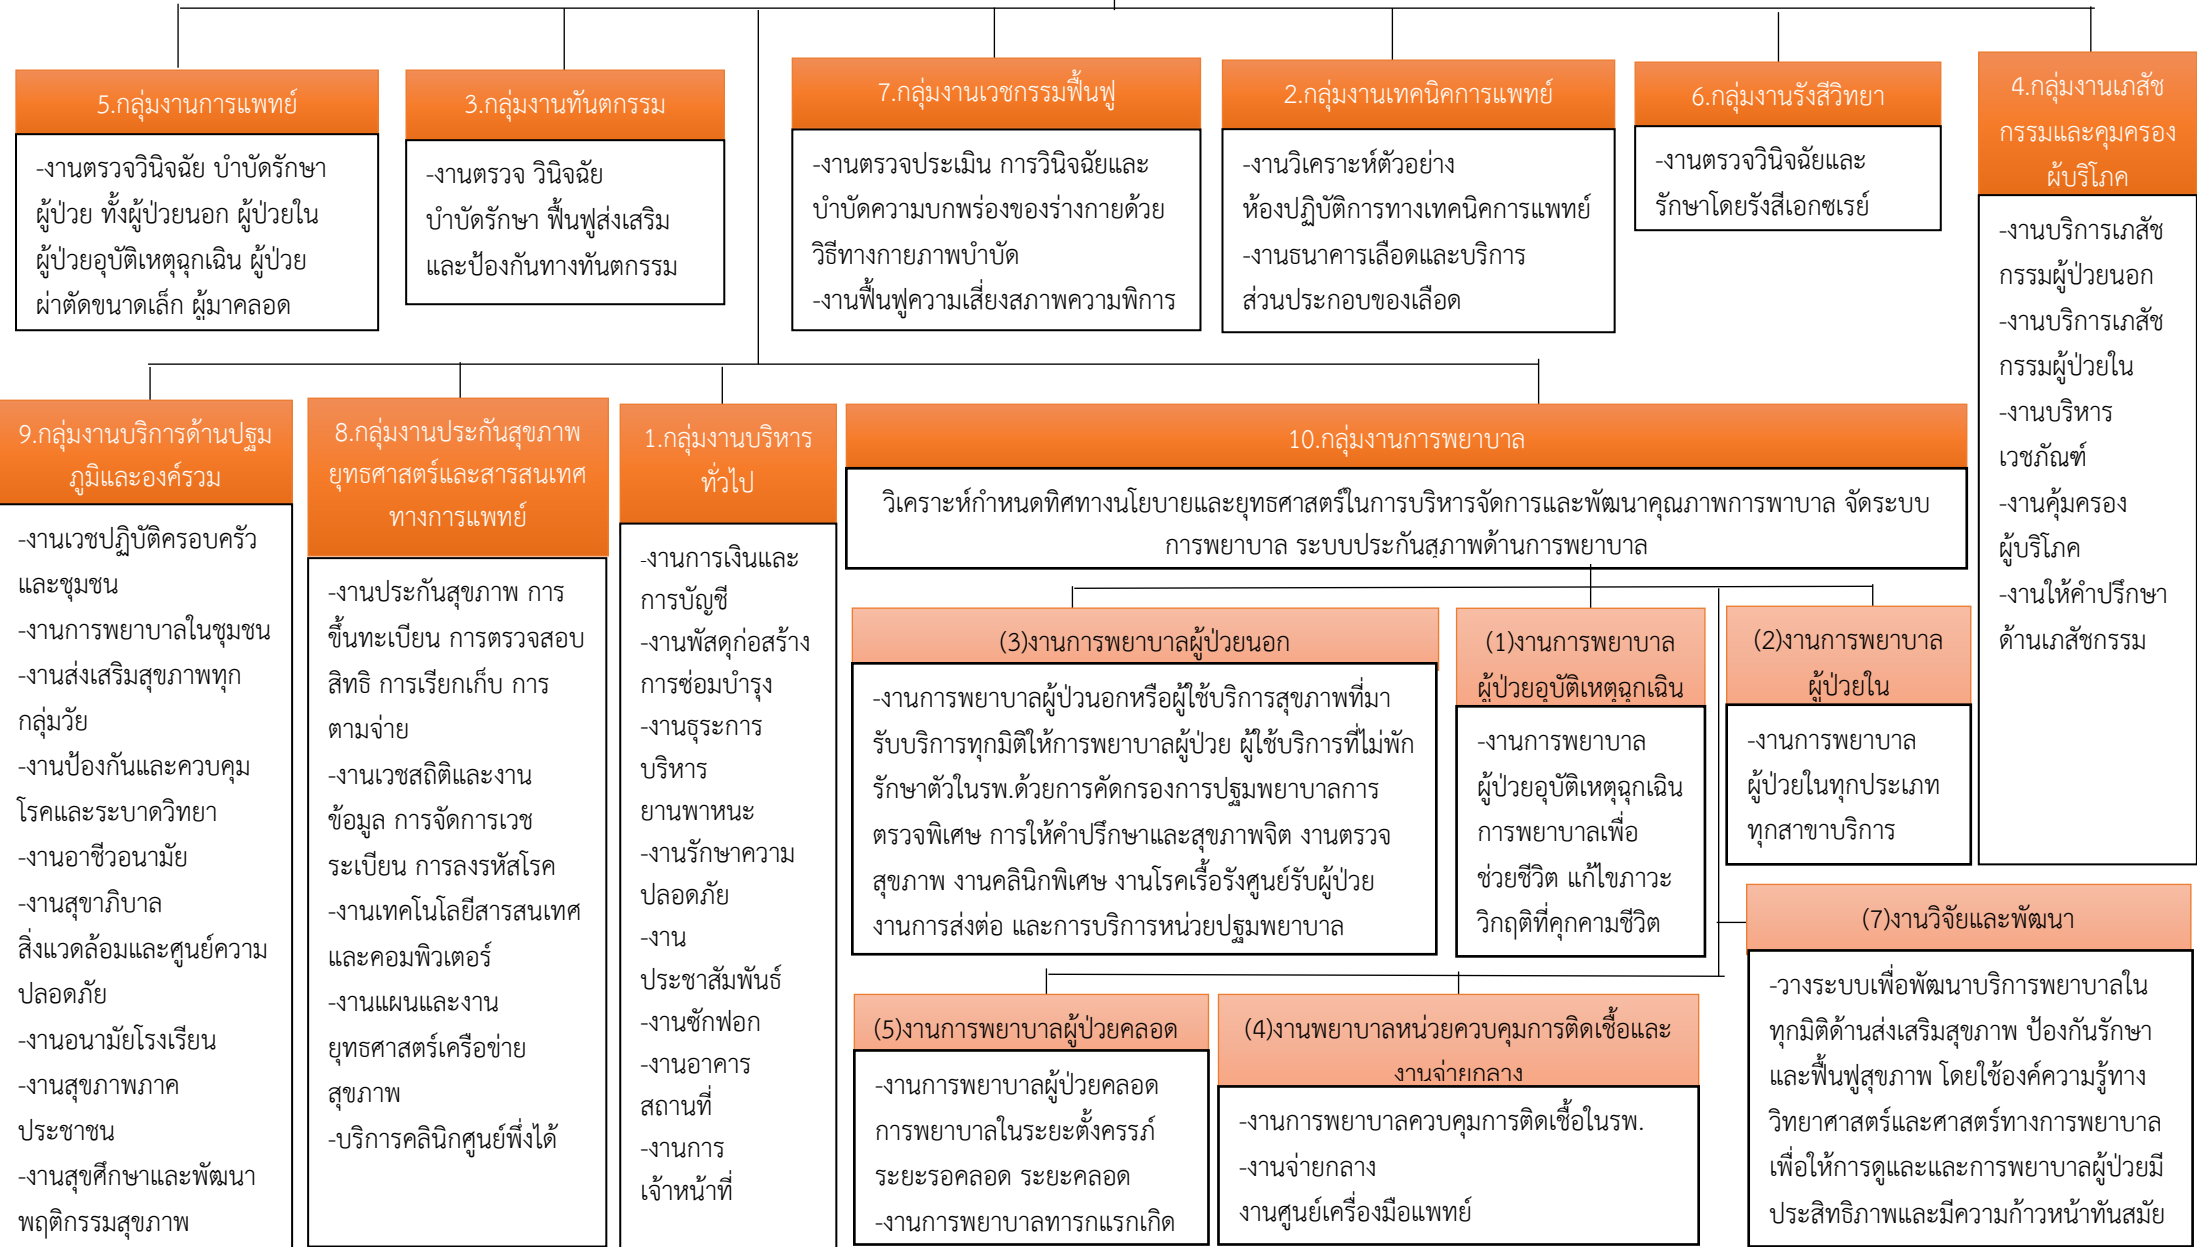 5.กลุ่มงานการแพทย์
-งานตรวจวินิจฉัย บำบัดรักษา
ผู้ป่วย ทั้งผู้ป่วยนอก ผู้ป่วยใน
ผู้ป่วยอุบัติเหตุฉุกเฉิน ผู้ป่วย
ผ่าตัดขนาดเล็ก ผู้มาคลอด
3.กลุ่มงานทันตกรรม
-งานตรวจ วินิจฉัย
บำบัดรักษา ฟื้นฟูส่งเสริม
และป้องกันทางทันตกรรม
7.กลุ่มงานเวชกรรมฟื้นฟู
-งานตรวจประเมิน การวินิจฉัยและ
บำบัดความบกพร่องของร่างกายด้วย
วิธีทางกายภาพบำบัด
-งานฟื้นฟูความเสี่ยงสภาพความพิการ
2.กลุ่มงานเทคนิคการแพทย์
-งานวิเคราะห์ตัวอย่าง
ห้องปฏิบัติการทางเทคนิคการแพทย์
-งานธนาคารเลือดและบริการ
ส่วนประกอบของเลือด
6.กลุ่มงานรังสีวิทยา
-งานตรวจวินิจฉัยและ
รักษาโดยรังสีเอกซเรย์
4.กลุ่มงานเภสัช
กรรมและคุมครอง
ผู้บริโภค
-งานบริการเภสัช
กรรมผู้ป่วยนอก
-งานบริการเภสัช
กรรมผู้ป่วยใน
-งานบริหาร
เวชภัณฑ์
-งานคุ้มครอง
ผู้บริโภค
-งานให้คำปรึกษา
ด้านเภสัชกรรม
9.กลุ่มงานบริการด้านปฐม
ภูมิและองค์รวม
-งานเวชปฏิบัติครอบครัว
และชุมชน
-งานการพยาบาลในชุมชน
-งานส่งเสริมสุขภาพทุก
กลุ่มวัย
-งานป้องกันและควบคุม
โรคและระบาดวิทยา
-งานอาชีวอนามัย
-งานสุขาภิบาล
สิ่งแวดล้อมและศูนย์ความ
ปลอดภัย
-งานอนามัยโรงเรียน
-งานสุขภาพภาค
ประชาชน
-งานสุขศึกษาและพัฒนา
พฤติกรรมสุขภาพ
8.กลุ่มงานประกันสุขภาพ
ยุทธศาสตร์และสารสนเทศ
ทางการแพทย์
-งานประกันสุขภาพ การ
ขึ้นทะเบียน การตรวจสอบ
สิทธิ การเรียกเก็บ การ
ตามจ่าย
-งานเวชสถิติและงาน
ข้อมูล การจัดการเวช
ระเบียน การลงรหัสโรค
-งานเทคโนโลยีสารสนเทศ
และคอมพิวเตอร์
-งานแผนและงาน
ยุทธศาสตร์เครือข่าย
สุขภาพ
-บริการคลินิกศูนย์พึ่งได้
1.กลุ่มงานบริหาร
ทั่วไป
-งานการเงินและ
การบัญชี
-งานพัสดุก่อสร้าง
การซ่อมบำรุง
-งานธุระการ
บริหาร
ยานพาหนะ
-งานรักษาความ
ปลอดภัย
-งาน
ประชาสัมพันธ์
-งานซักฟอก
-งานอาคาร
สถานที่
-งานการ
เจ้าหน้าที่
10.กลุ่มงานการพยาบาล
วิเคราะห์กำหนดทิศทางนโยบายและยุทธศาสตร์ในการบริหารจัดการและพัฒนาคุณภาพการพาบาล จัดระบบ
การพยาบาล ระบบประกันสุภาพด้านการพยาบาล
(3)งานการพยาบาลผู้ป่วยนอก
-งานการพยาบาลผู้ป่วนอกหรือผู้ใช้บริการสุขภาพที่มา
รับบริการทุกมิติให้การพยาบาลผู้ป่วย ผู้ใช้บริการที่ไม่พัก
รักษาตัวในรพ.ด้วยการคัดกรองการปฐมพยาบาลการ
ตรวจพิเศษ การให้คำปรึกษาและสุขภาพจิต งานตรวจ
สุขภาพ งานคลินิกพิเศษ งานโรคเรื้อรังศูนย์รับผู้ป่วย
งานการส่งต่อ และการบริการหน่วยปฐมพยาบาล
(1)งานการพยาบาล
ผู้ป่วยอุบัติเหตุฉุกเฉิน
-งานการพยาบาล
ผู้ป่วยอุบัติเหตุฉุกเฉิน
การพยาบาลเพื่อ
ช่วยชีวิต แก้ไขภาวะ
วิกฤติที่คุกคามชีวิต
(2)งานการพยาบาล
ผู้ป่วยใน
-งานการพยาบาล
ผู้ป่วยในทุกประเภท
ทุกสาขาบริการ
(5)งานการพยาบาลผู้ป่วยคลอด
-งานการพยาบาลผู้ป่วยคลอด
การพยาบาลในระยะตั้งครรภ์
ระยะรอคลอด ระยะคลอด
-งานการพยาบาลทารกแรกเกิด
(4)งานพยาบาลหน่วยควบคุมการติดเชื้อและ
งานจ่ายกลาง
-งานการพยาบาลควบคุมการติดเชื้อในรพ.
-งานจ่ายกลาง
งานศูนย์เครื่องมือแพทย์
(7)งานวิจัยและพัฒนา
-วางระบบเพื่อพัฒนาบริการพยาบาลใน
ทุกมิติด้านส่งเสริมสุขภาพ ป้องกันรักษา
และฟื้นฟูสุขภาพ โดยใช้องค์ความรู้ทาง
วิทยาศาสตร์และศาสตร์ทางการพยาบาล
เพื่อให้การดูและและการพยาบาลผู้ป่วยมี
ประสิทธิภาพและมีความก้าวหน้าทันสมัย